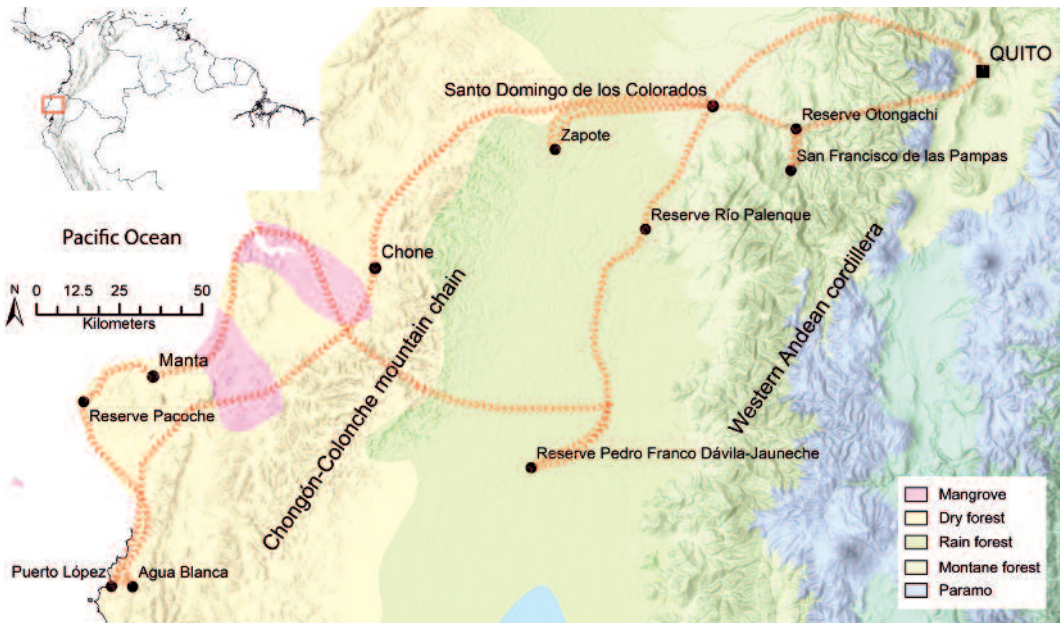 QUITO
Santo Domingo de los Colorados
Reserve Otongachi
Zapote
San Francisco de las Pampas
Reserve Río Palenque
Pacific Ocean
Chone
N
0 12.5 25 50
Kilometers
Chongón-Colonche mountain chain
Western Andean cordillera
Manta
Reserve Pacoche
Reserve Pedro Franco Dávila-Jauneche
Puerto López
Agua Blanca
Mangrove
Dry forest
Rain forest
Montane forest
Paramo